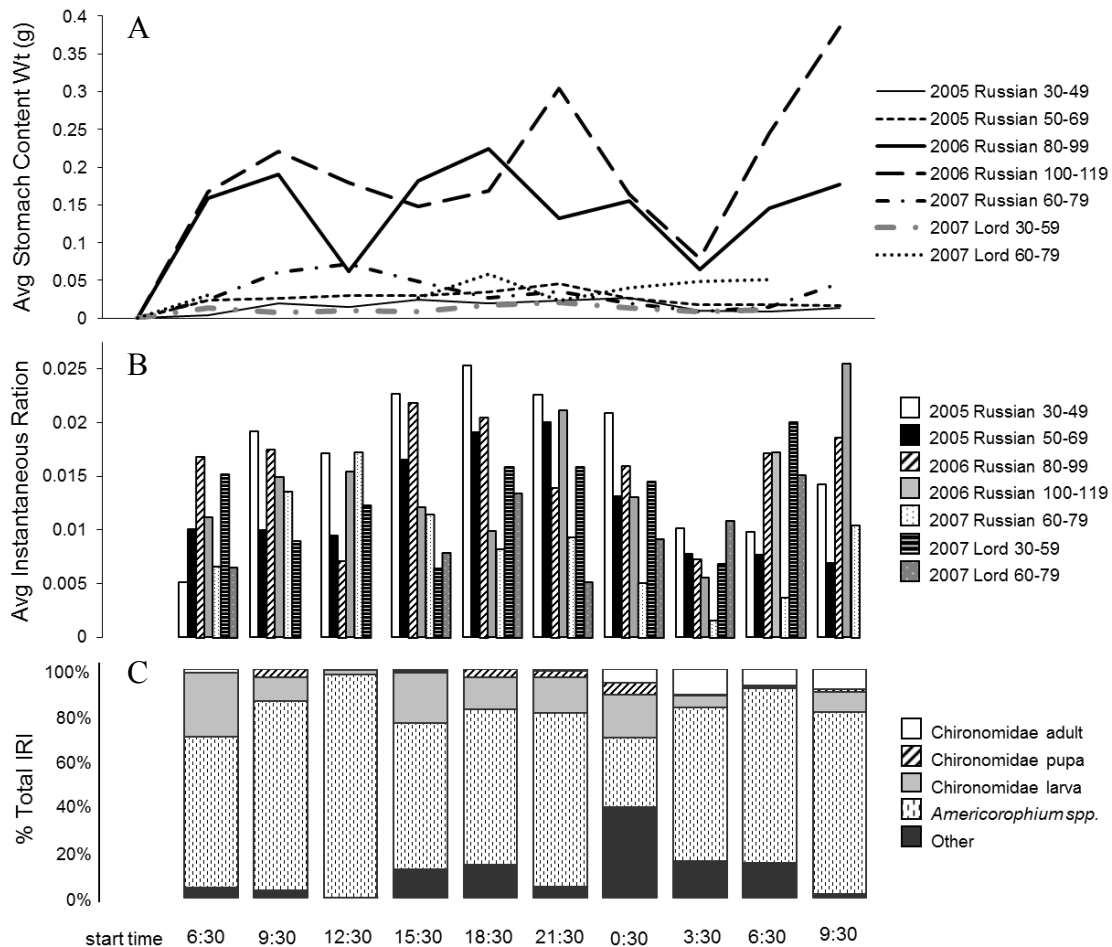 A
Avg Stomach Content Wt (g)
0.4
0.35
0.3
0.25
0.2
0.15
0.1
0.05
0
2005 Russian 30-49
2005 Russian 50-69
2006 Russian 80-99
2006 Russian 100-119
2007 Russian 60-79
2007 Lord 30-59
2007 Lord 60-79
B
Avg Instantaneous Ration
0.025
0.02
0.015
0.01
0.005
0
2005 Russian 30-49
2005 Russian 50-69
2006 Russian 80-99
2006 Russian 100-119
2007 Russian 60-79
2007 Lord 30-59
2007 Lord 60-79
C
% Total IRI
100%
80%
60%
40%
20%
0%
Chironomidae adult
Chironomidae pupa
Chironomidae larva
Americorophium spp.
Other
start time 6:30 9:30 12:30 15:30 18:30 21:30 0:30 3:30 6:30 9:30